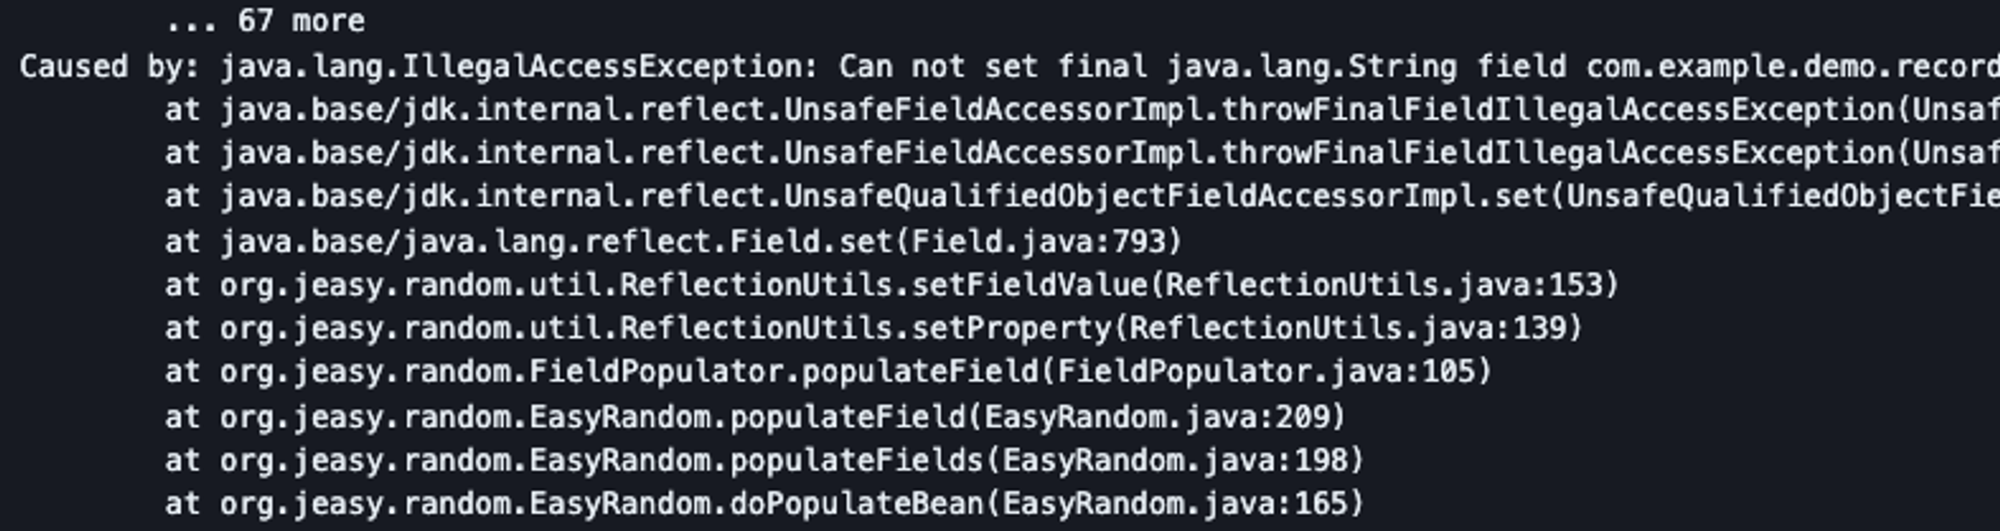 ... 67 more
Caused by: java.lang.IllegalAccessException: Can not set final java.lang.String field com.example.demo.record
at java.base/jdk.internal.reflect.UnsafeFieldAccessorImpl.throwFinalFieldIllegalAccessException(Unsaf
at java.base/jdk.internal.reflect.UnsafeFieldAccessorImpl.throwFinalFieldIllegalAccessException(Unsaf
at java.base/jdk.internal.reflect.UnsafeQualifiedObjectFieldAccessorImpl.set(UnsafeQualifiedObjectFie
at java.base/java.lang.reflect.Field.set(Field.java:793)
at org.jeasy.random.util.ReflectionUtils.setFieldValue(ReflectionUtils.java:153)
at org.jeasy.random.util.ReflectionUtils.setProperty(ReflectionUtils.java:139)
at org.jeasy.random.FieldPopulator.populateField(FieldPopulator.java:105)
at org.jeasy.random.EasyRandom.populateField(EasyRandom.java:209)
at org.jeasy.random.EasyRandom.populateFields(EasyRandom.java:198)
at org.jeasy.random.EasyRandom.doPopulateBean(EasyRandom.java:165)